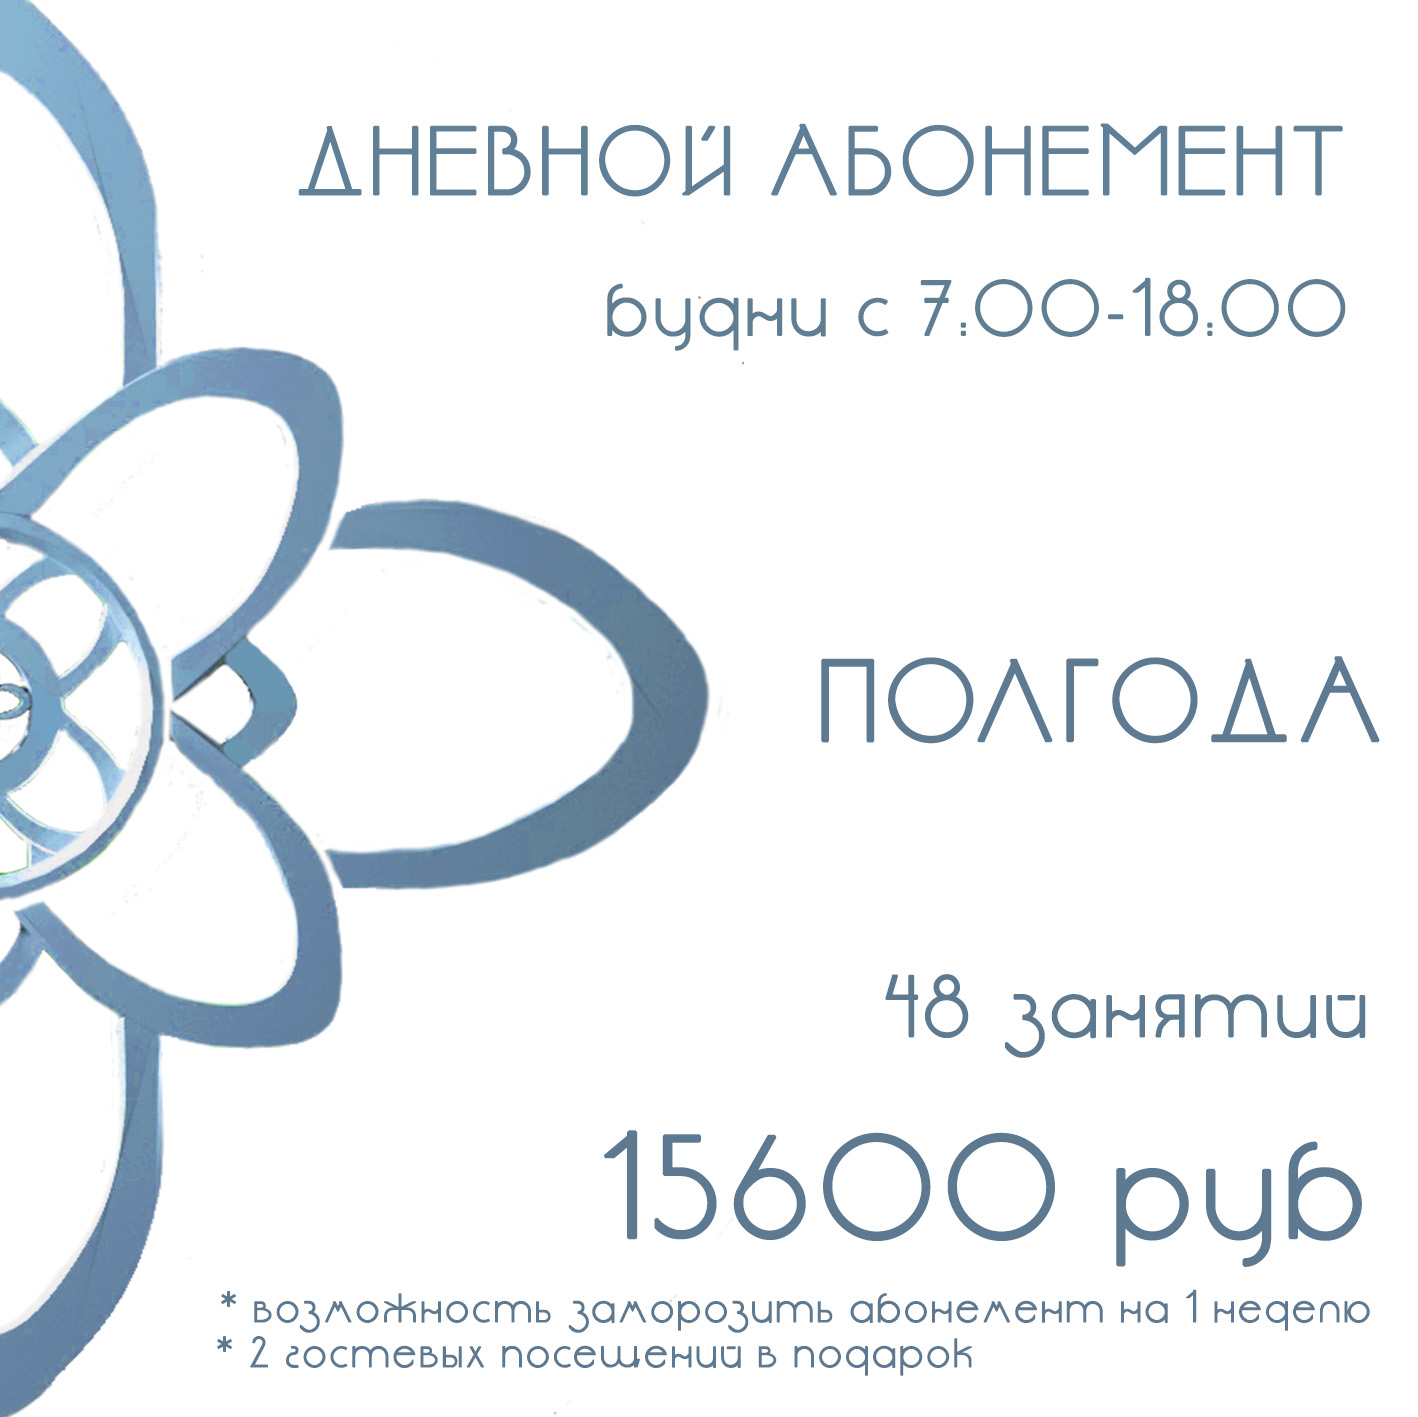 ДНЕВНОЙ АБОНЕМЕНТ
будни с 7:00-18:00
ПОЛГОДА
48 занятий
15600 руб
* возможность заморозить абонемент на 1 неделю
* 2 гостевых посещений в подарок